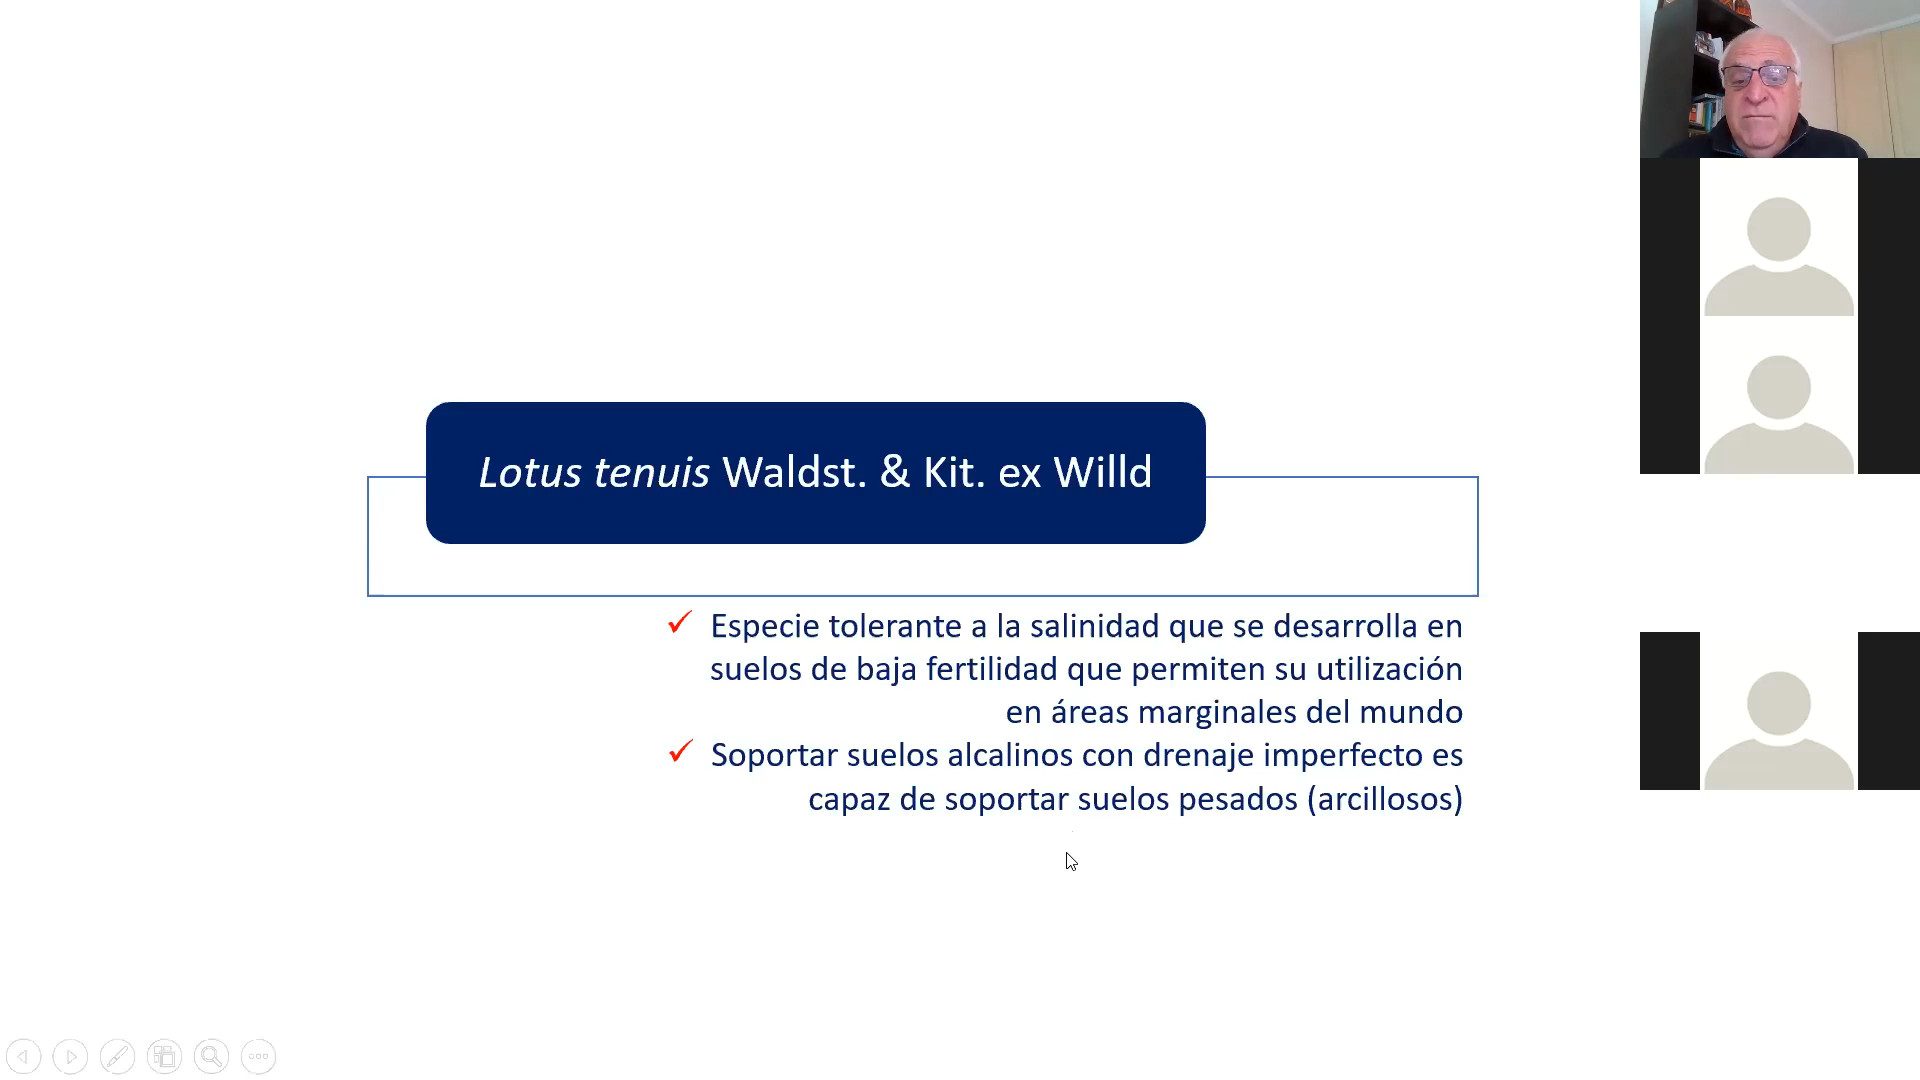 Lotus tenuis Waldst. & Kit. ex Willd
✓ Especie tolerante a la salinidad que se desarrolla en
suelos de baja fertilidad que permiten su utilización
en áreas marginales del mundo
✓ Soportar suelos alcalinos con drenaje imperfecto es
capaz de soportar suelos pesados (arcillosos)